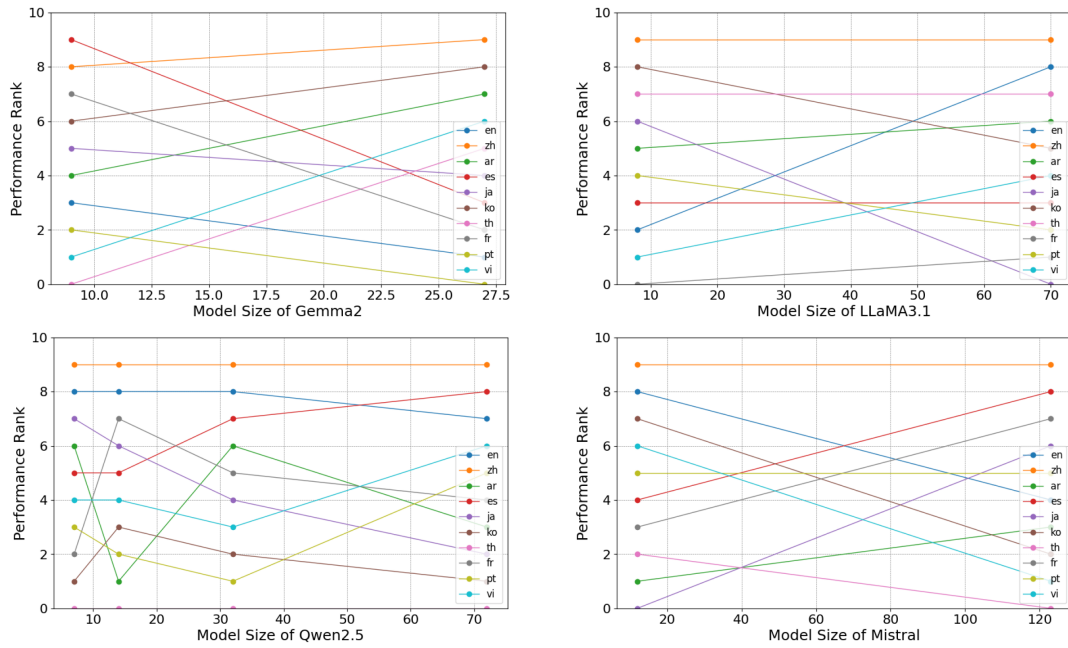 10
8
6
4
2
0
Performance Rank
en
zh
ar
es
ja
ko
th
fr
pt
vi
10.0 12.5 15.0 17.5 20.0 22.5 25.0 27.5
Model Size of Gemma2
10
8
6
4
2
0
Performance Rank
en
zh
ar
es
ja
ko
th
fr
pt
vi
10 20 30 40 50 60 70
Model Size of LLaMA3.1
10
8
6
4
2
0
Performance Rank
en
zh
ar
es
ja
ko
th
fr
pt
vi
10 20 30 40 50 60 70
Model Size of Qwen2.5
10
8
6
4
2
0
Performance Rank
en
zh
ar
es
ja
ko
th
fr
pt
vi
20 40 60 80 100 120
Model Size of Mistral